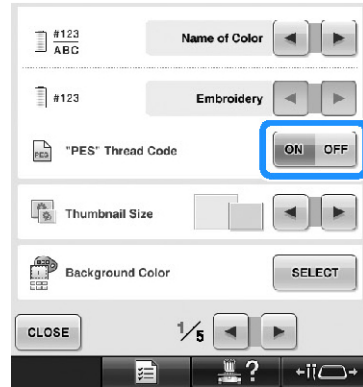 #123
ABC
Name of Color
#123
Embroidery
PES
"PES" Thread Code
ON OFF
Thumbnail Size
Background Color
SELECT
CLOSE
1/5
?